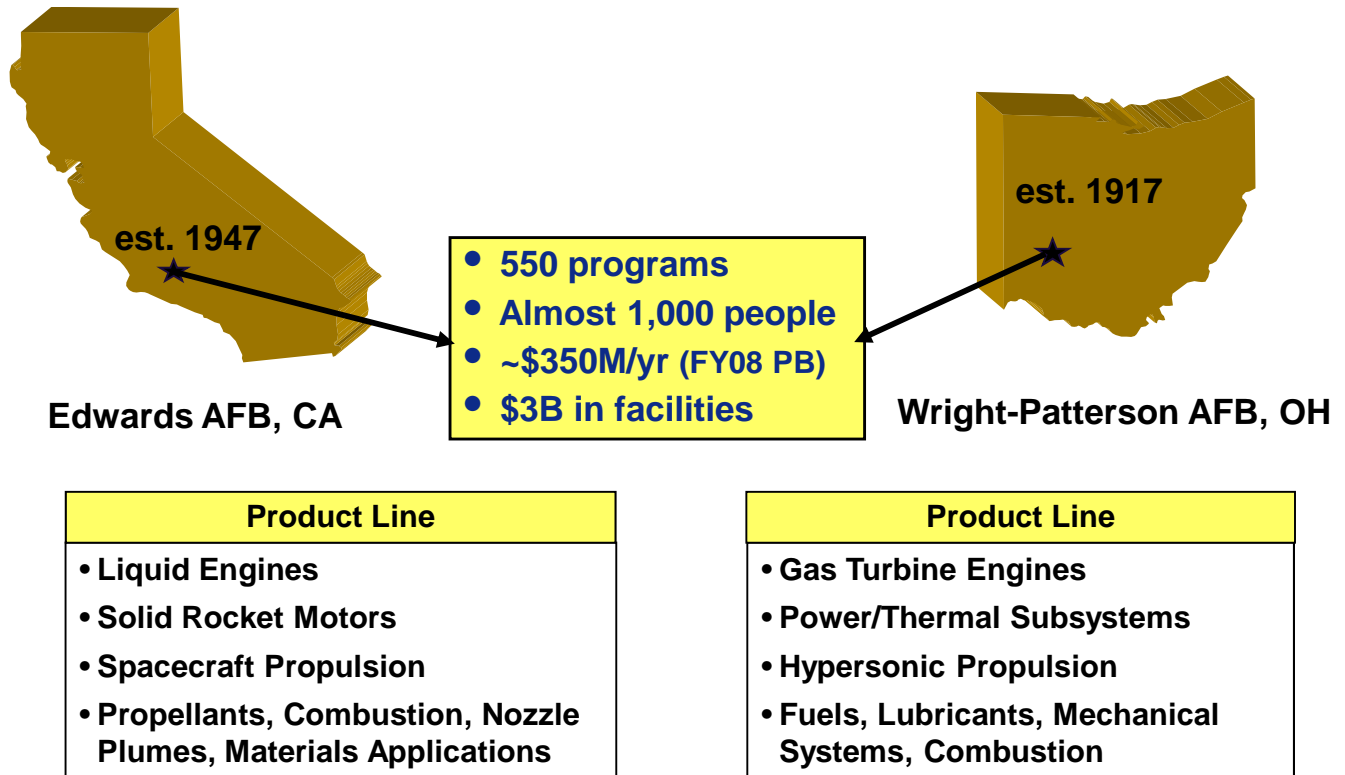 est. 1947
est. 1917
• 550 programs
• Almost 1,000 people
• ~$350M/yr (FY08 PB)
• $3B in facilities
Edwards AFB, CA
Wright-Patterson AFB, OH
Product Line
• Liquid Engines
• Solid Rocket Motors
• Spacecraft Propulsion
• Propellants, Combustion, Nozzle
Plumes, Materials Applications
Product Line
• Gas Turbine Engines
• Power/Thermal Subsystems
• Hypersonic Propulsion
• Fuels, Lubricants, Mechanical
Systems, Combustion